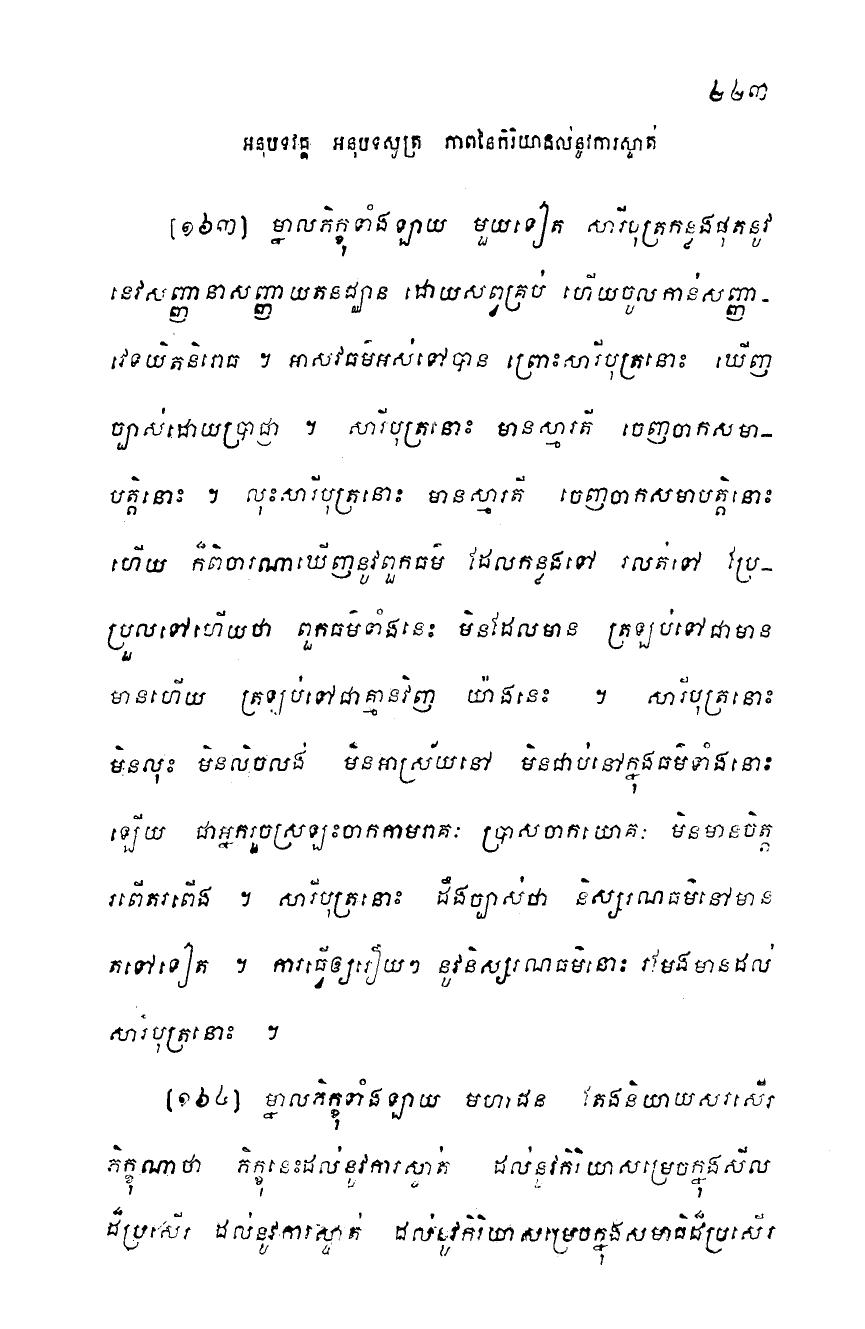 ២២៣
អនុបទវគ្គ អនុបទសូត្រ ភាពនៃកិរិយាដល់នូវការស្ទាត់
[១៦៣] ម្នាលភិក្ខុទាំងឡាយ មួយទៀត សារីបុត្រកន្លងផុតនូវ
នេវសញ្ញានាសញ្ញាយតនជ្ឈាន ដោយសព្វគ្រប់ ហើយចូលកាន់សញ្ញា-
វេទយិតនិរោធ ។ អាសវធម៌អស់ទៅបាន ព្រោះសារីបុត្រនោះ ឃើញ
ច្បាស់ដោយប្រាជ្ញា ។ សារីបុត្រនោះ មានស្មារតី ចេញចាកសមា-
បត្តិនោះ ។ លុះសារីបុត្រនោះ មានស្មារតី ចេញចាកសមាបត្តិនោះ
ហើយ ក៏ពិចារណាឃើញនូវពួកធម៌ ដែលកន្លងទៅ រលត់ទៅ ប្រែ-
ប្រួលទៅហើយថា ពួកធម៌ទាំងនេះ មិនដែលមាន ត្រឡប់ទៅជាមាន
មានហើយ ត្រឡប់ទៅជាគ្មានវិញ យ៉ាងនេះ ។ សារីបុត្រនោះ
មិនលុះ មិនលិចលង់ មិនអាស្រ័យនៅ មិនជាប់នៅក្នុងធម៌ទាំងនោះ
ឡើយ ជាអ្នករួចស្រឡះចាកកាមរាគៈ ប្រាសចាកយោគៈ មិនមានចិត្ត
រពើតរពើង ។ សារីបុត្រនោះ ដឹងច្បាស់ថា និស្សរណធម៌នៅមាន
តទៅទៀត ។ ការធ្វើឲ្យរឿយៗ នូវនិស្សរណធម៌នោះ រមែងមានដល់
សារីបុត្រនោះ ។
[១៦៤] ម្នាលភិក្ខុទាំងឡាយ មហាជន តែងនិយាយសរសើរ
ភិក្ខុណាថា ភិក្ខុនេះដល់នូវការស្ទាត់ ដល់នូវកិរិយាសម្រេចក្នុងសីល
ដ៏ប្រសើរ ដល់នូវការស្ទាត់ ដល់នូវកិរិយាសម្រេចក្នុងសមាធិដ៏ប្រសើរ